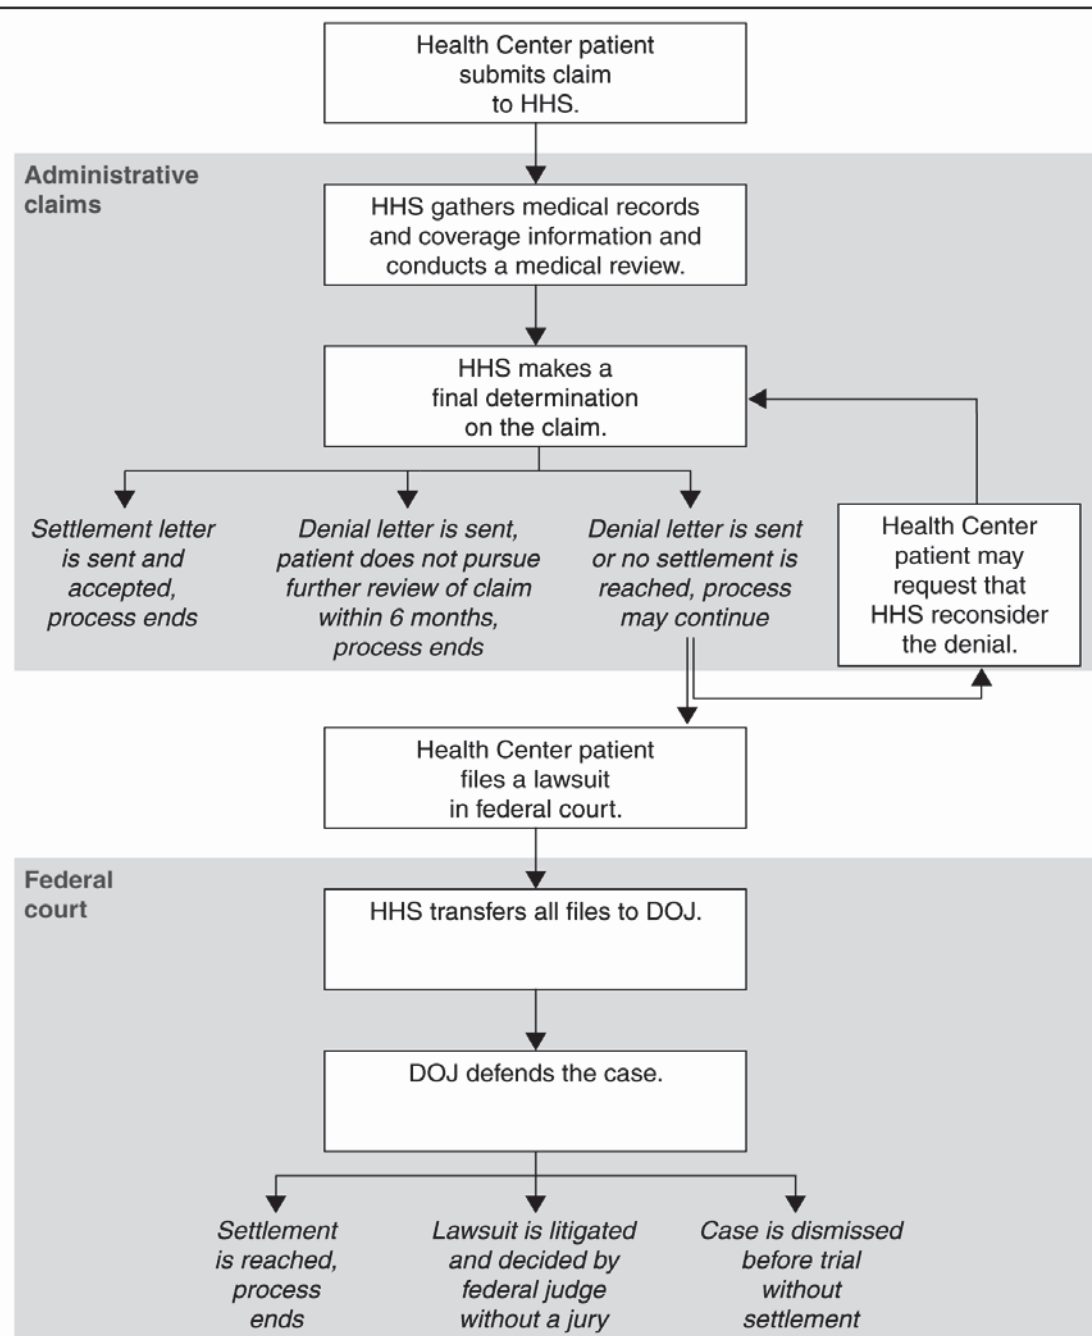 Health Center patient
submits claim
to HHS.
Administrative
claims
HHS gathers medical records
and coverage information and
conducts a medical review.
HHS makes a
final determination
on the claim.
Settlement letter
is sent and
accepted,
process ends
Denial letter is sent,
patient does not pursue
further review of claim
within 6 months,
process ends
Denial letter is sent
or no settlement is
reached, process
may continue
Health Center
patient may
request that
HHS reconsider
the denial.
Health Center patient
files a lawsuit
in federal court.
Federal
court
HHS transfers all files to DOJ.
DOJ defends the case.
Settlement
is reached,
process
ends
Lawsuit is litigated
and decided by
federal judge
without a jury
Case is dismissed
before trial
without
settlement